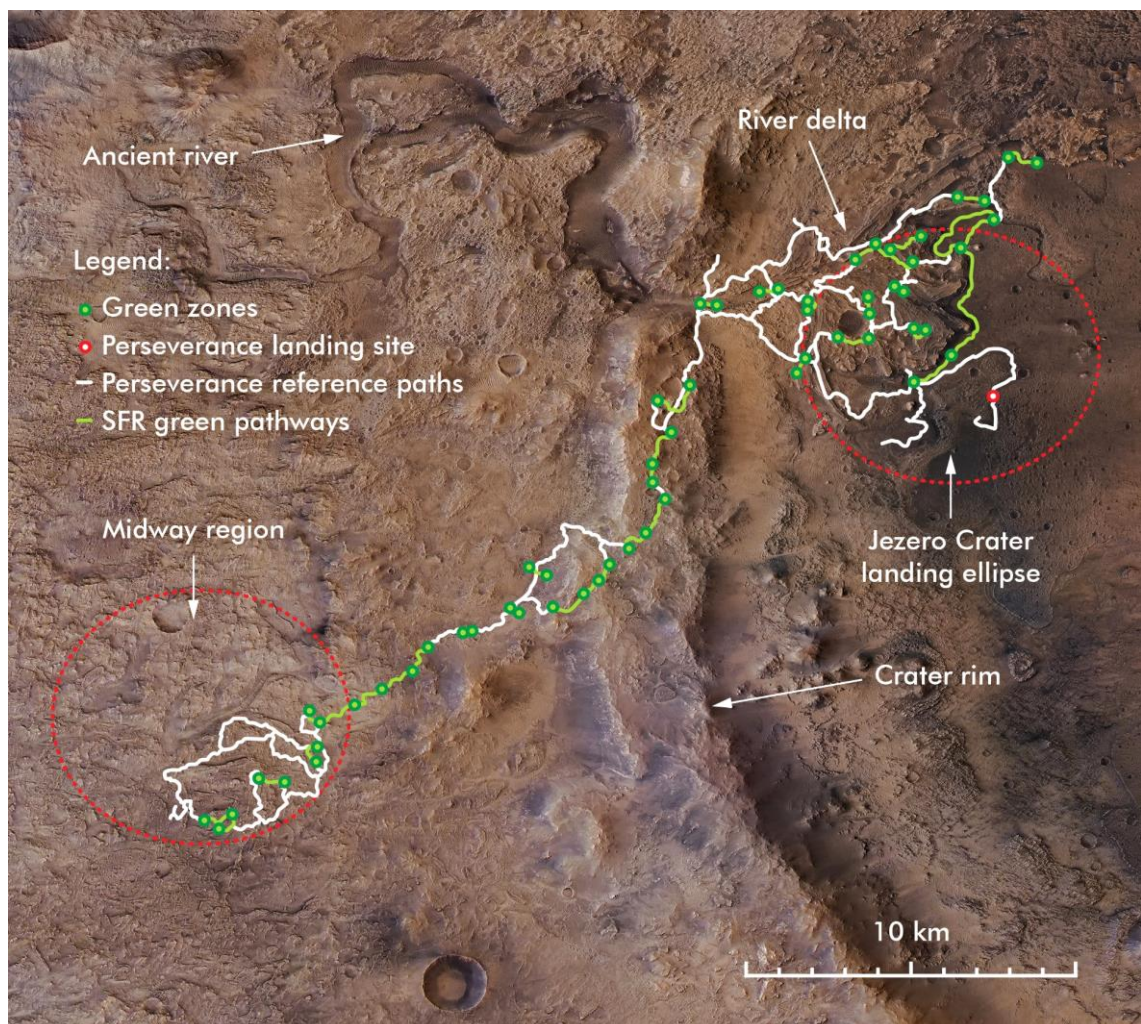 River delta
Ancient river
Legend:
Green zones
Perseverance landing site
Perseverance reference paths
SFR green pathways
Midway region
Jezero Crater
landing ellipse
Crater rim
10 km